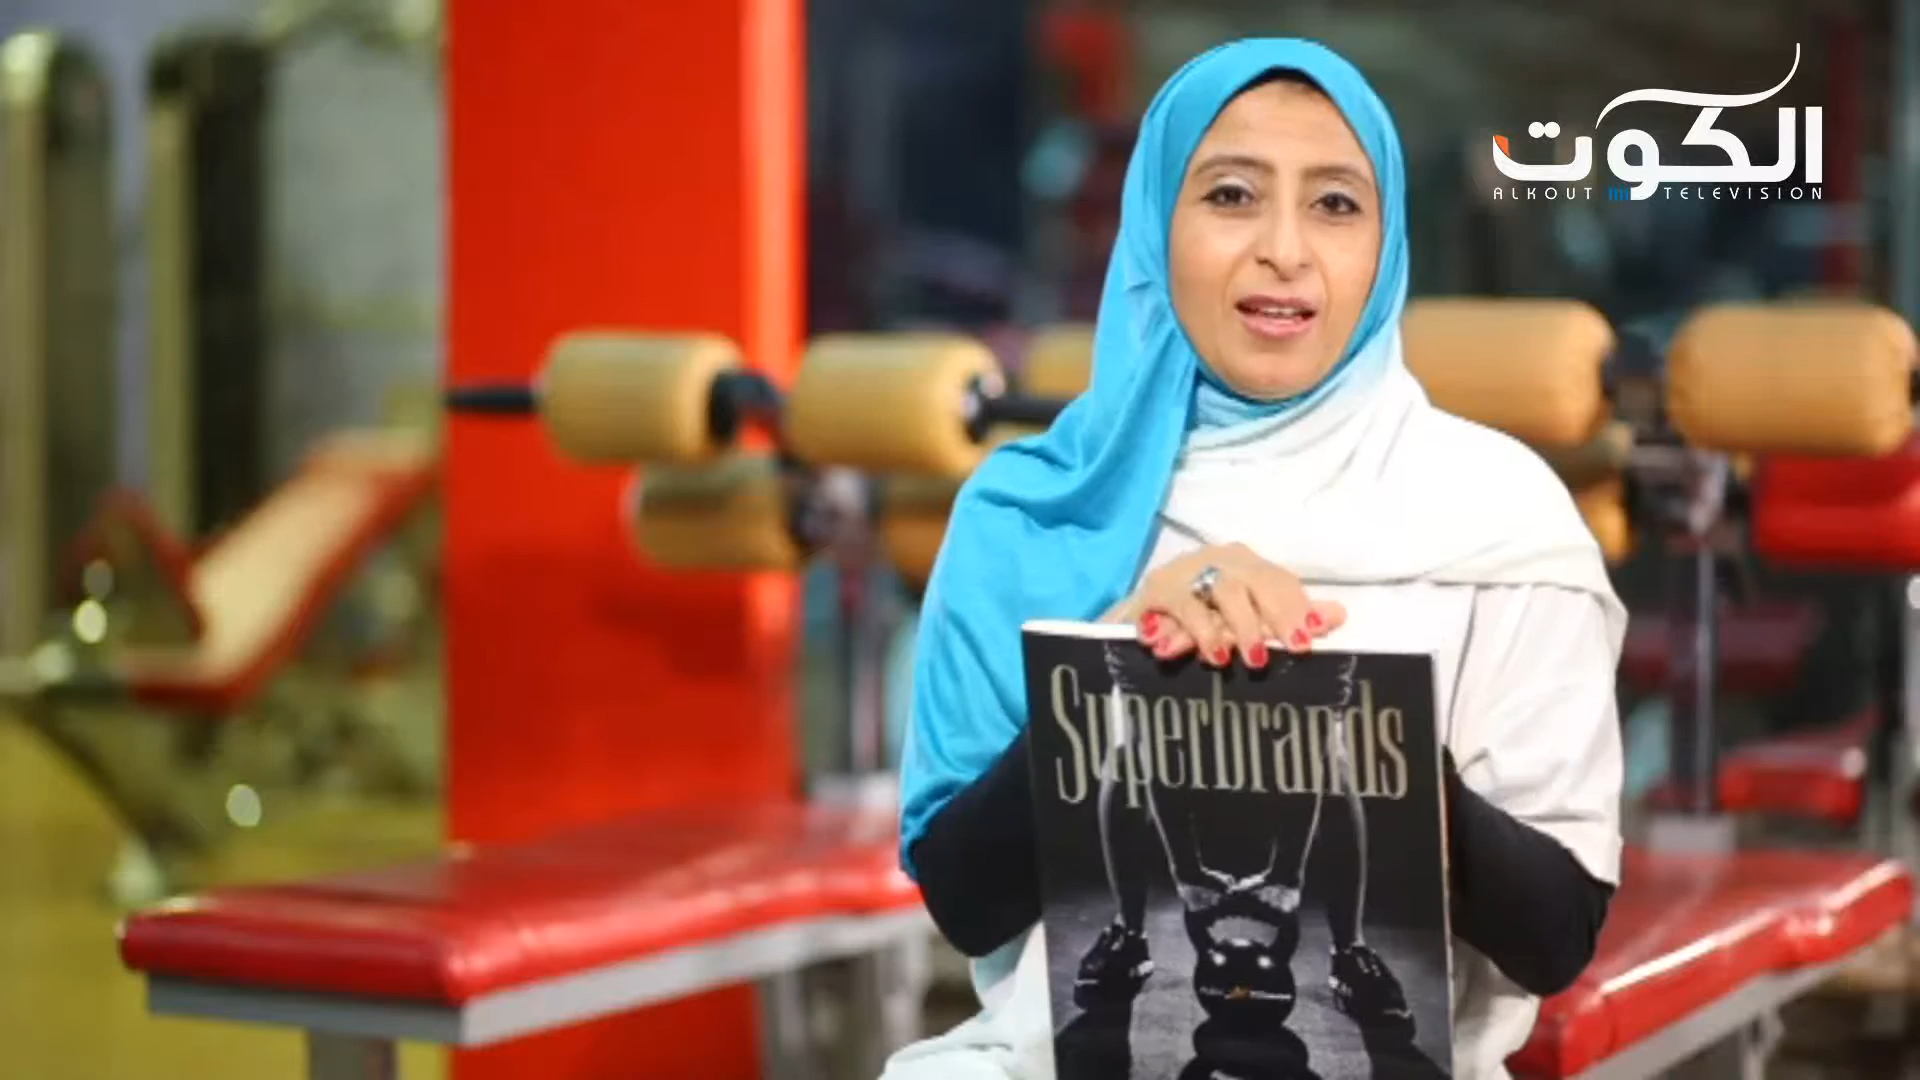 الكوت
ALKOUT TELEVISION
Superbrands